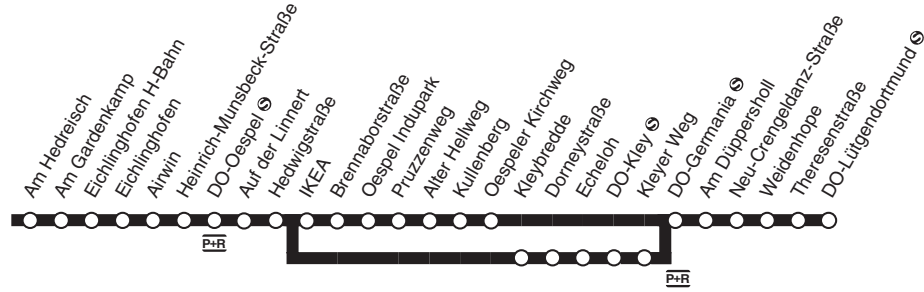 Am Hedreisch
Am Gardenkamp
Eichlinghofen H-Bahn
Eichlinghofen
Airwin
Heinrich-Munsbeck-Straße
DO-Oespel S
Auf der Linnert
Hedwigstraße
IKEA
Brennaborstraße
Oespel Indupark
Pruzzenweg
Alter Hellweg
Kullenberg
Oespeler Kirchweg
Kleybredde
Dorneystraße
Echeloh
DO-Kley S
Kleyer Weg
DO-Germania S
Am Düppersholl
Neu-Crengeldanz-Straße
Weidenhope
Theresenstraße
DO-Lütgendortmund S
P+R
P+R